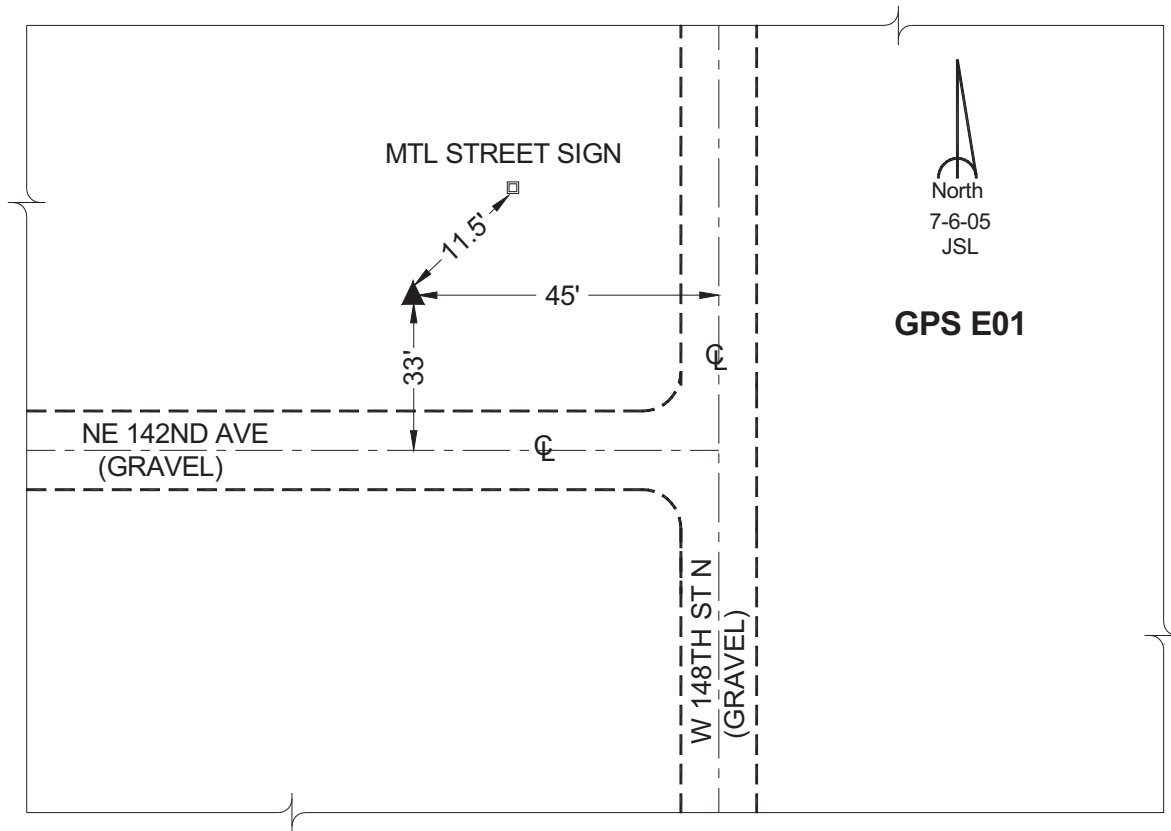 MTL STREET SIGN
North
7-6-05
JSL
11.5'
45'
GPS E01
33'
℄
NE 142ND AVE
(GRAVEL)
℄
W 148TH ST N
(GRAVEL)